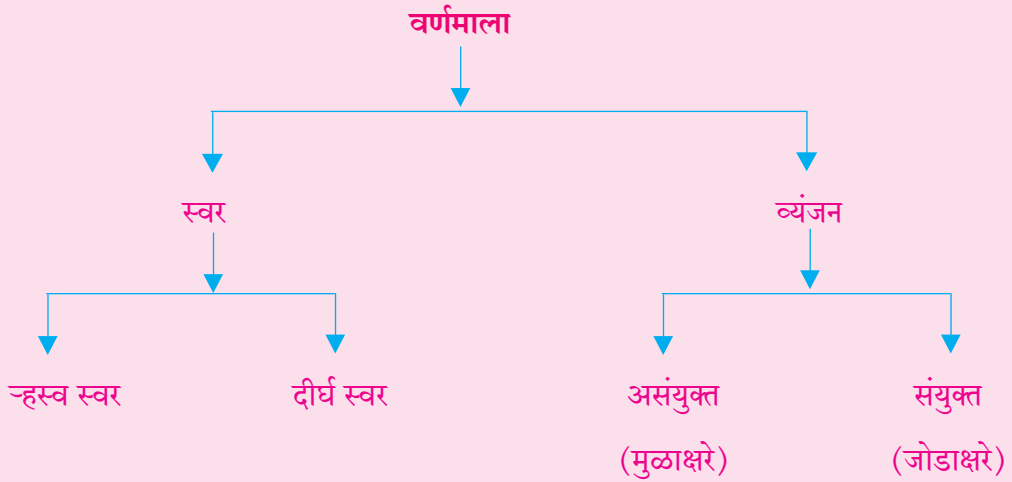 वर्णमाला
स्वर व्यंजन
ऱ्हस्व स्वर दीर्घ स्वर असंयुक्त संयुक्त
(मुळाक्षरे) (जोडाक्षरे)